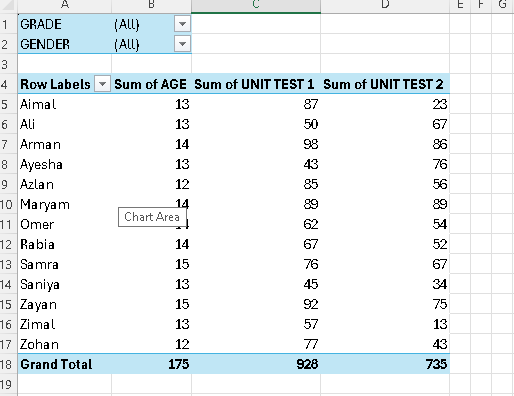 A B C D E F G
1 GRADE (All)
2 GENDER (All)
3
4 Row Labels Sum of AGE Sum of UNIT TEST 1 Sum of UNIT TEST 2
5 Aimal 13 87 23
6 Ali 13 50 67
7 Arman 14 98 86
8 Ayesha 13 43 76
9 Azlan 12 85 56
10 Maryam 14 89 89
Chart Area
11 Omer 62 54
12 Rabia 14 67 52
13 Samra 15 76 67
14 Saniya 13 45 34
15 Zayan 15 92 75
16 Zimal 13 57 13
17 Zohan 12 77 43
18 Grand Total 175 928 735
19